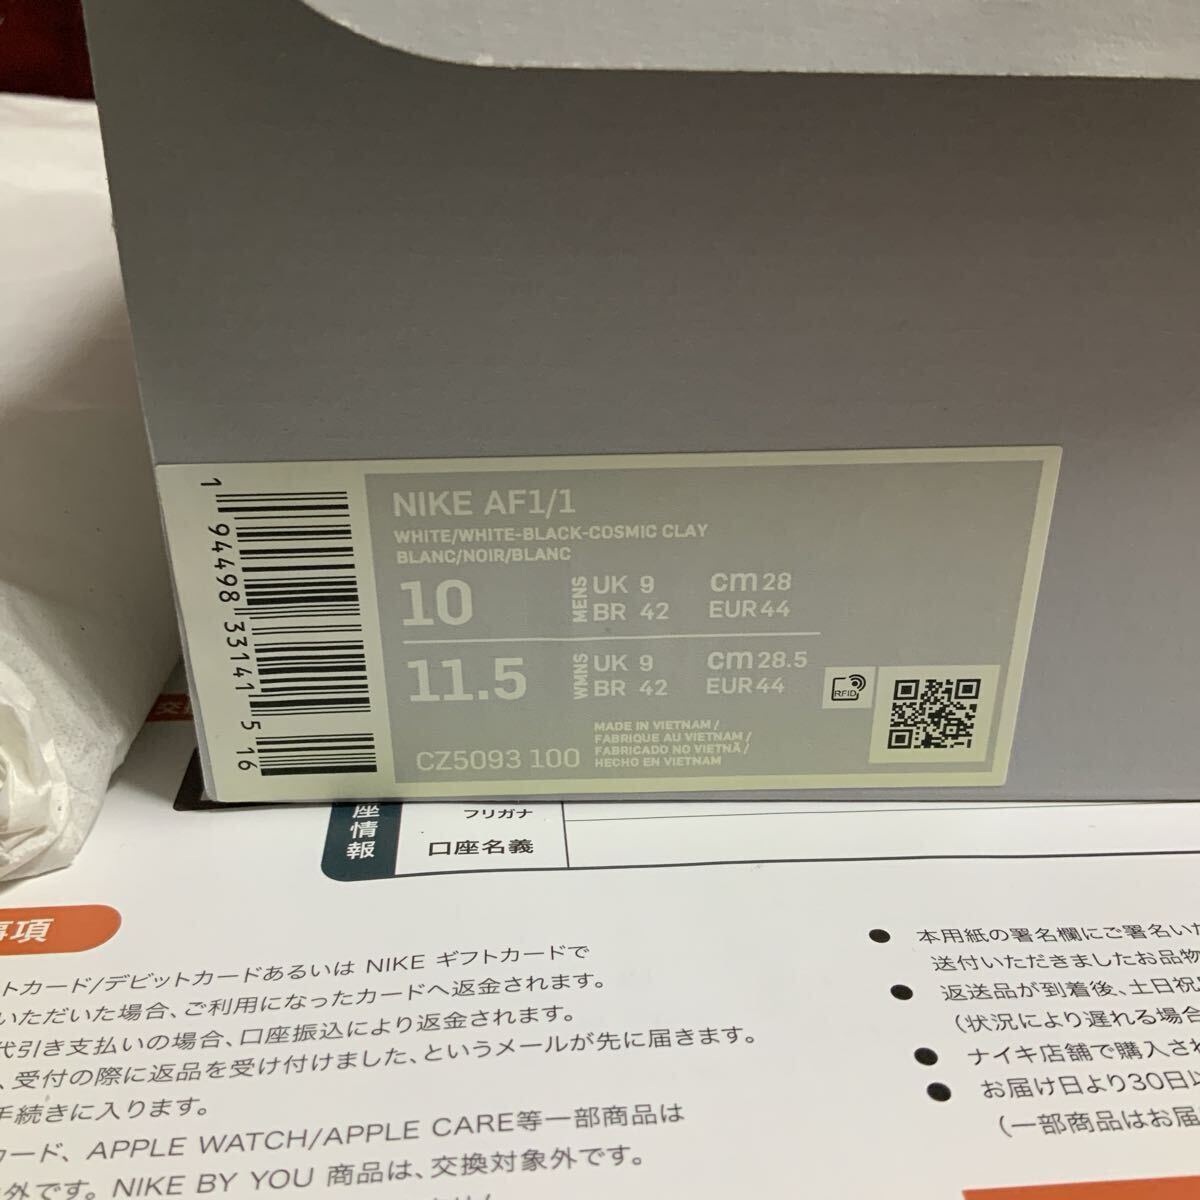 1 94498 33141 5 16
NIKE AF1/1
WHITE/WHITE-BLACK-COSMIC CLAY
BLANC/NOIR/BLANC
10
MENS
UK 9 cm 28
BR 42 EUR 44
11.5
WMNS
UK 9 cm 28.5
BR 42 EUR 44
RFID
CZ5093 100
MADE IN VIETNAM /
FABRIQUE AU VIETNAM /
FABRICADO NO VIETNÃ /
HECHO EN VIETNAM
座情報
フリガナ
口座名義
事項
トカード/デビットカードあるいは NIKE ギフトカードで
いただいた場合、ご利用になったカードへ返金されます。
代引き支払いの場合、口座振込により返金されます。
、受付の際に返品を受け付けました、というメールが先に届きます。
手続きに入ります。
カード、APPLE WATCH/APPLE CARE等一部商品は
外です。NIKE BY YOU 商品は、交換対象外です。
● 本用紙の署名欄にご署名いた
送付いただきましたお品物
● 返送品が到着後、土日祝
(状況により遅れる場合
● ナイキ店舗で購入され
● お届け日より30日以
(一部商品はお届